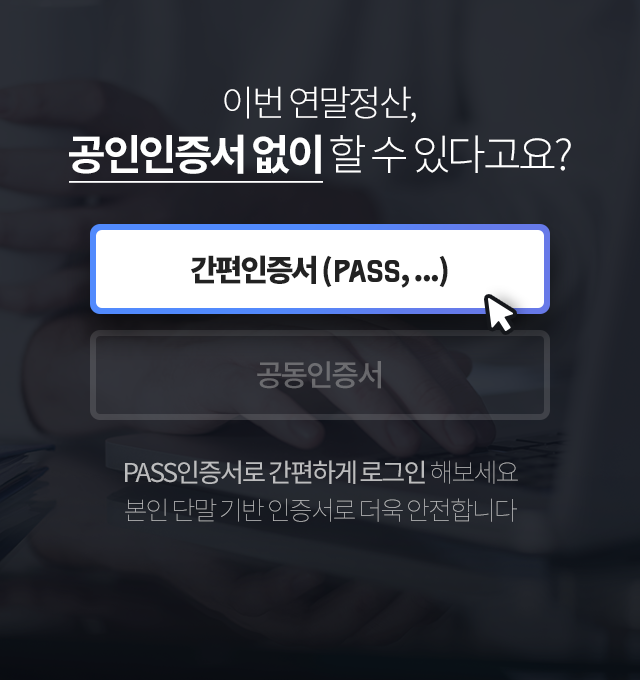 이번 연말정산,
공인인증서 없이 할 수 있다고요?
간편인증서 (PASS, ...)
공동인증서
PASS인증서로 간편하게 로그인 해보세요
본인 단말 기반 인증서로 더욱 안전합니다